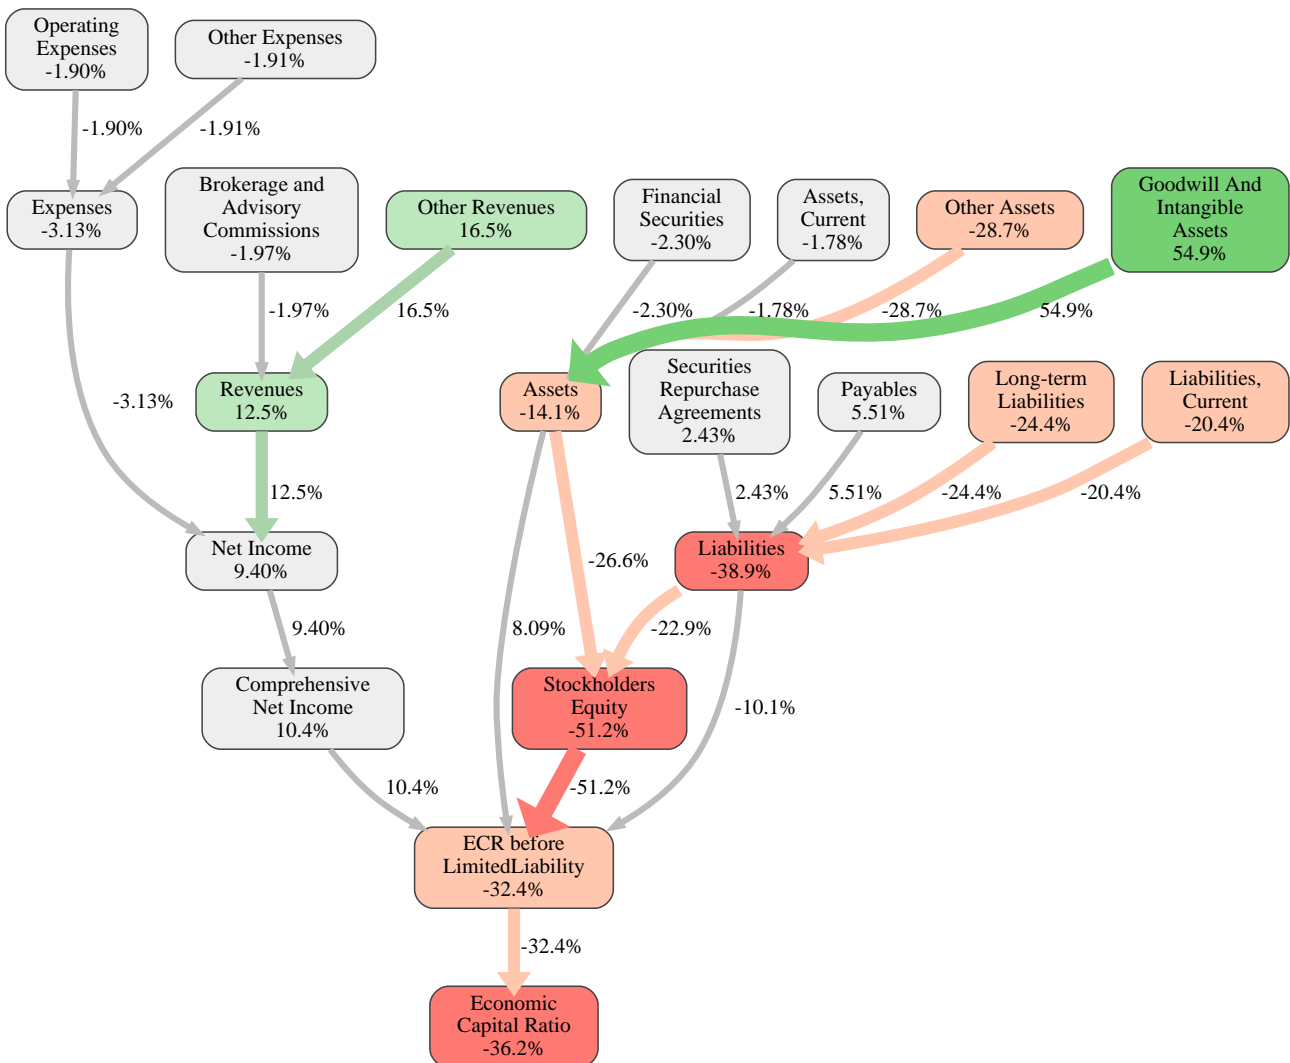 Operating
Expenses
-1.90%
Other Expenses
-1.91%
-1.90%
-1.91%
Expenses
-3.13%
Brokerage and
Advisory
Commissions
-1.97%
Other Revenues
16.5%
Financial
Securities
-2.30%
Assets,
Current
-1.78%
Other Assets
-28.7%
Goodwill And
Intangible
Assets
54.9%
-1.97%
16.5%
-2.30%
-1.78%
-28.7%
54.9%
-3.13%
Revenues
12.5%
Assets
-14.1%
Securities
Repurchase
Agreements
2.43%
Payables
5.51%
Long-term
Liabilities
-24.4%
Liabilities,
Current
-20.4%
12.5%
2.43%
5.51%
-24.4%
-20.4%
Net Income
9.40%
-26.6%
Liabilities
-38.9%
9.40%
8.09%
-22.9%
Comprehensive
Net Income
10.4%
Stockholders
Equity
-51.2%
-10.1%
10.4%
-51.2%
ECR before
LimitedLiability
-32.4%
-32.4%
Economic
Capital Ratio
-36.2%